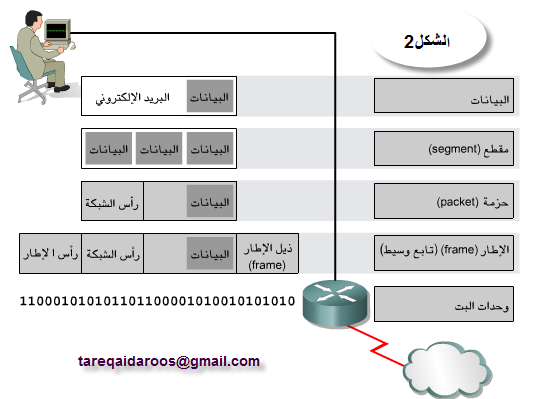 الشكل2
البيانات
البيانات البريد الإلكتروني
مقطع (segment)
البيانات البيانات البيانات
حزمة (packet)
البيانات رأس الشبكة
الإطار (frame) (تابع وسيط)
ذيل الإطار (frame) البيانات رأس الشبكة رأس الإطار
وحدات البت
1100010101011011000010100101010101010
tareqaidaroos@gmail.com